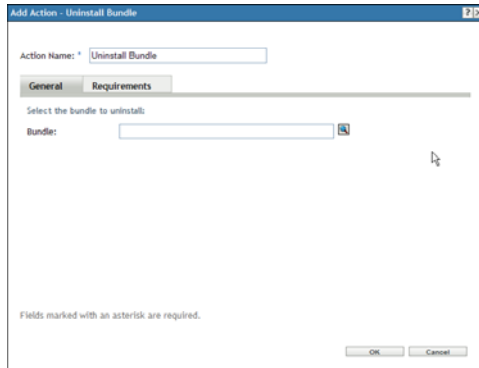 Add Action - Uninstall Bundle
Action Name: * Uninstall Bundle
General Requirements
Select the bundle to uninstall:
Bundle:
Fields marked with an asterisk are required.
OK Cancel